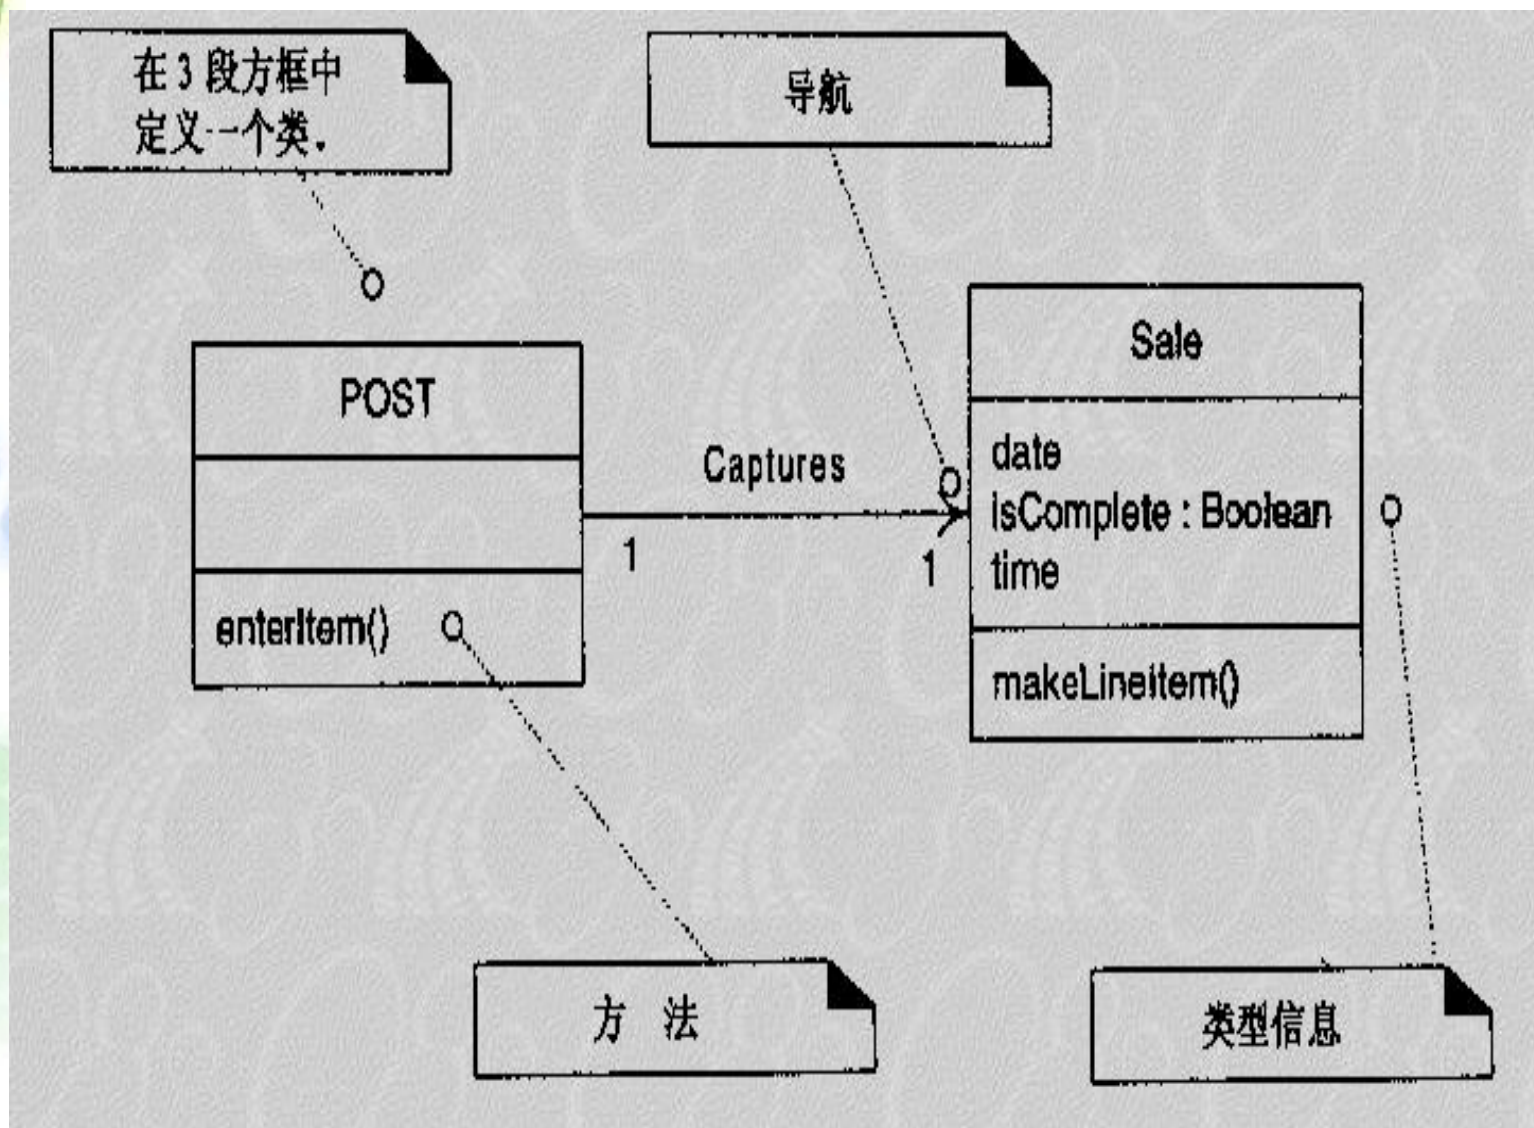 在 3 段方框中
定义一个类.
导航
POST
enterItem()
Captures
1
1
Sale
date
isComplete : Boolean
time
makeLineItem()
方 法
类型信息